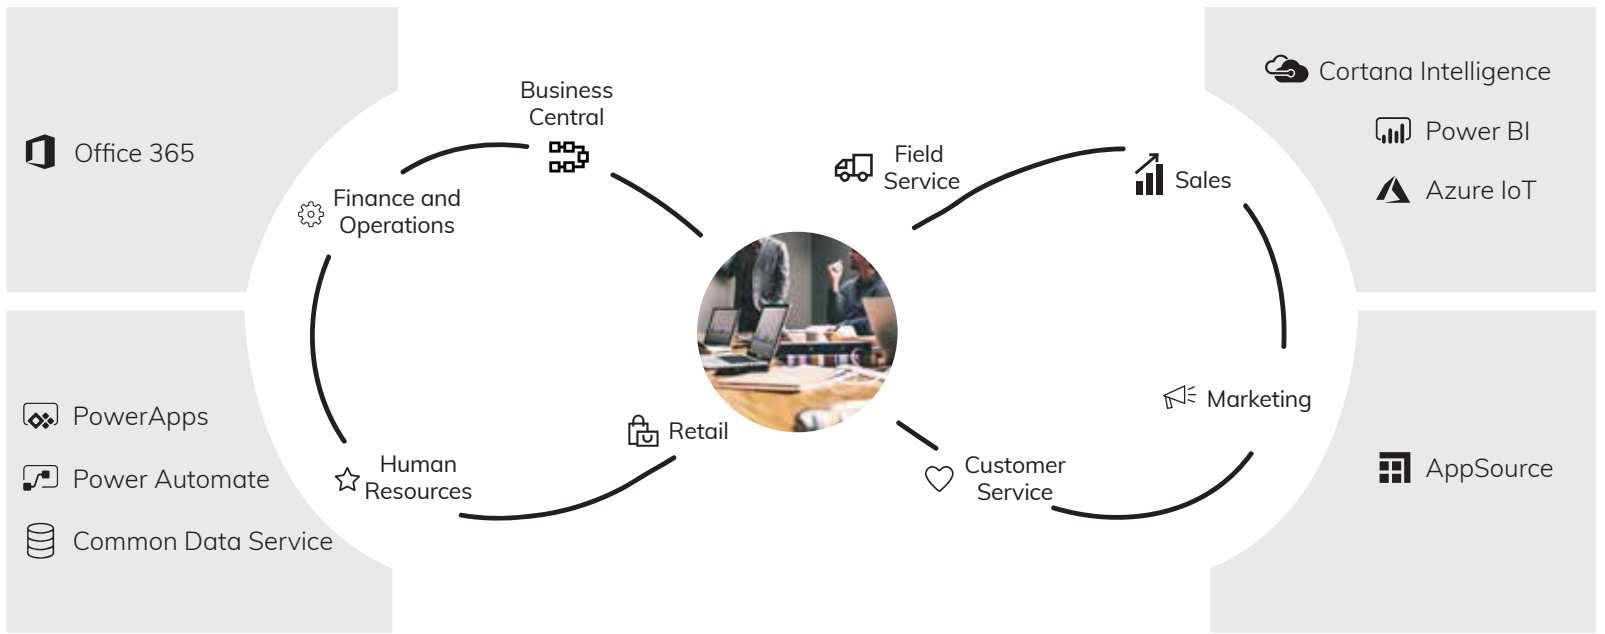 Office 365
PowerApps
Power Automate
Common Data Service
Business
Central
Finance and
Operations
Human
Resources
Retail
Field
Service
Sales
Marketing
Customer
Service
Cortana Intelligence
Power BI
Azure IoT
AppSource